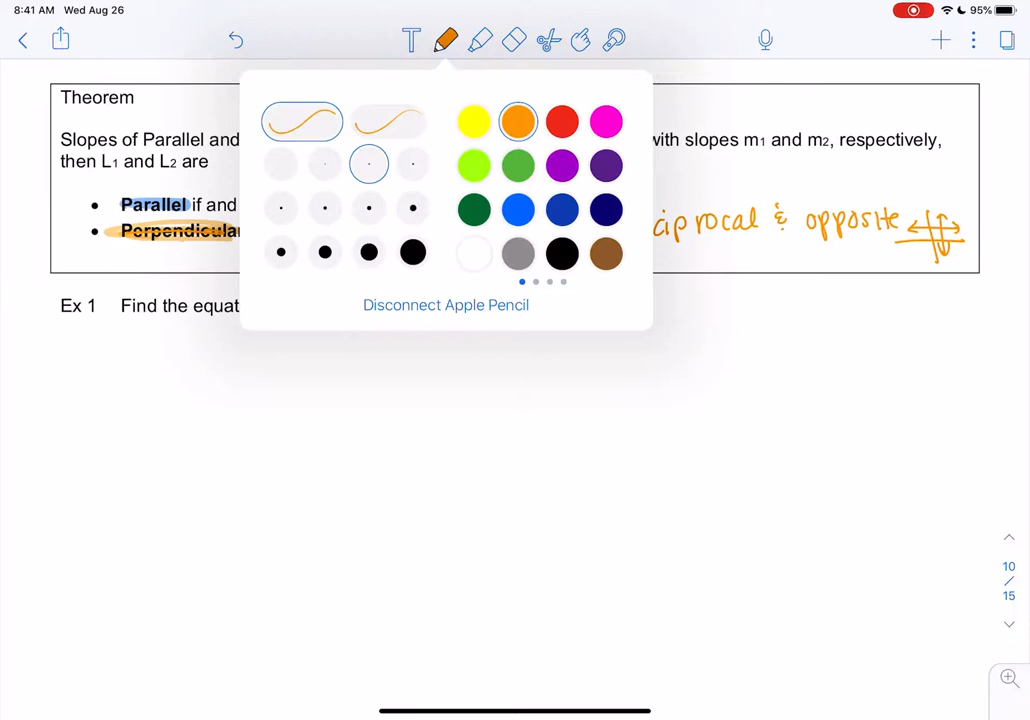 8:41 AM Wed Aug 26
95%
Theorem
Slopes of Parallel and with slopes m1 and m2, respectively,
then L1 and L2 are
• Parallel if and
• Perpendicular
ciprocal & opposite
Ex 1 Find the equat
Disconnect Apple Pencil
10
/
15